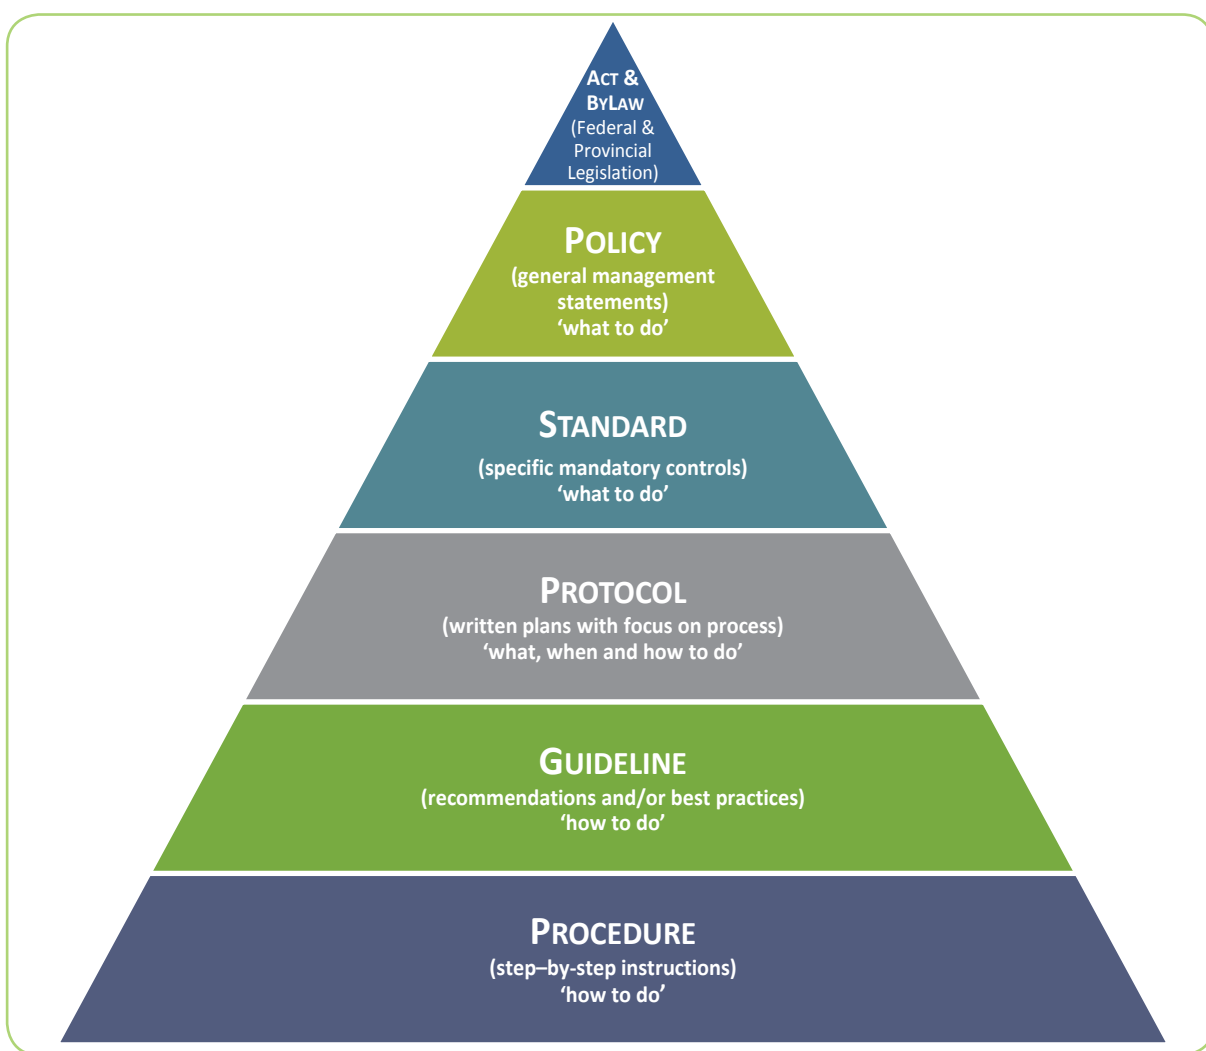 ACT &
BYLAW
(Federal &
Provincial
Legislation)
POLICY
(general management
statements)
‘what to do’
STANDARD
(specific mandatory controls)
‘what to do’
PROTOCOL
(written plans with focus on process)
‘what, when and how to do’
GUIDELINE
(recommendations and/or best practices)
‘how to do’
PROCEDURE
(step–by-step instructions)
‘how to do’